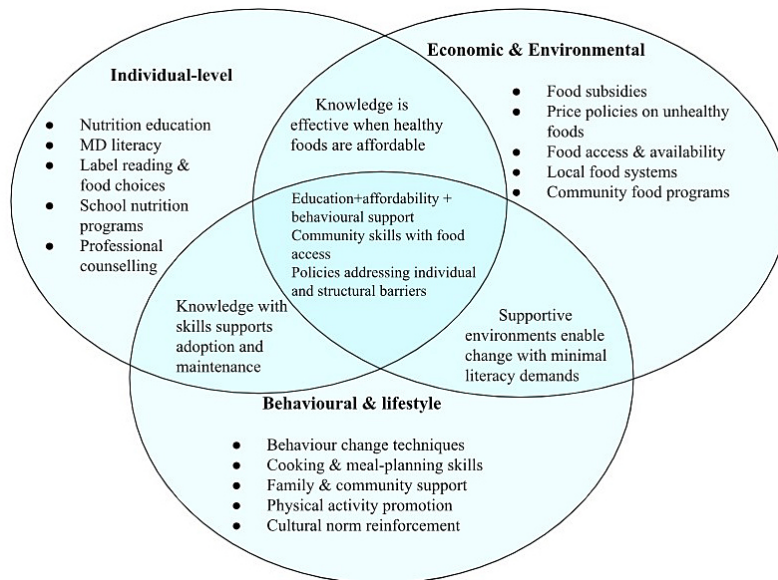 Individual-level
Nutrition education
MD literacy
Label reading &
food choices
School nutrition
programs
Professional
counselling
Economic & Environmental
Food subsidies
Price policies on unhealthy
foods
Food access & availability
Local food systems
Community food programs
Knowledge is
effective when healthy
foods are affordable
Education+affordability +
behavioural support
Community skills with food
access
Policies addressing individual
and structural barriers
Knowledge with
skills supports
adoption and
maintenance
Supportive
environments enable
change with minimal
literacy demands
Behavioural & lifestyle
Behaviour change techniques
Cooking & meal-planning skills
Family & community support
Physical activity promotion
Cultural norm reinforcement